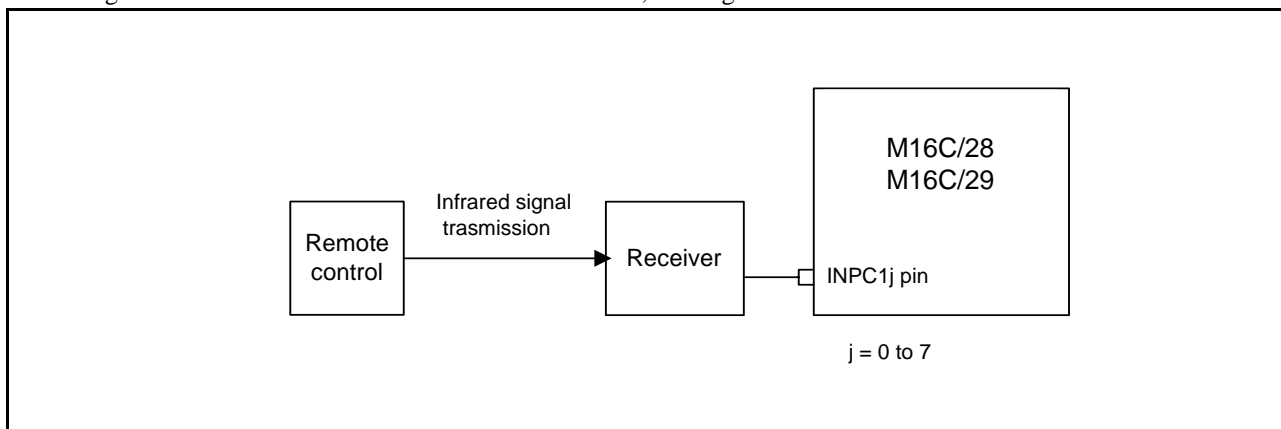 M16C/28
M16C/29
Infrared signal
trasmission
Remote
control
Receiver
INPC1j pin
j = 0 to 7